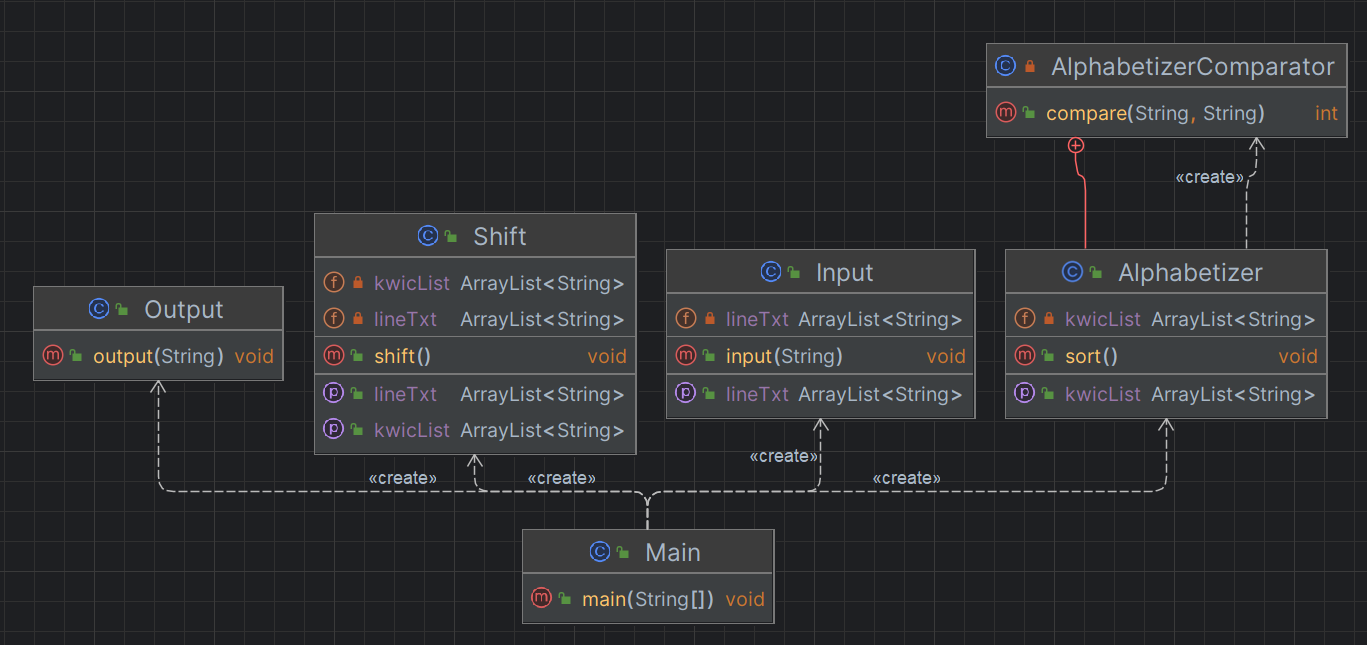 AlphabetizerComparator
compare(String, String) int
«create»
Shift
kwicList ArrayList<String>
lineTxt ArrayList<String>
shift() void
lineTxt ArrayList<String>
kwicList ArrayList<String>
Input
lineTxt ArrayList<String>
input(String) void
lineTxt ArrayList<String>
Alphabetizer
kwicList ArrayList<String>
sort() void
kwicList ArrayList<String>
Output
output(String) void
«create»
«create»
«create»
«create»
Main
main(String[]) void